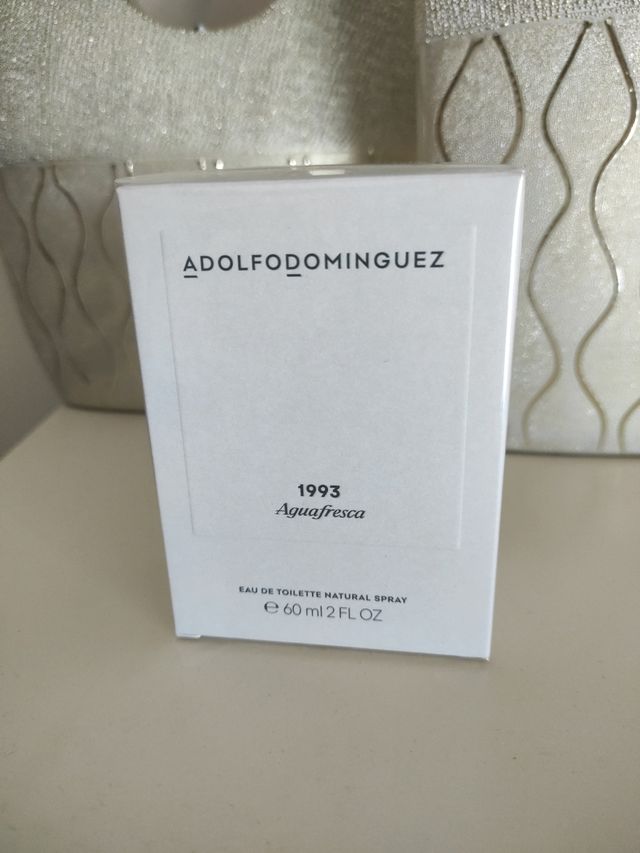 ADOLFODOMINGUEZ
1993
Aguafresca
EAU DE TOILETTE NATURAL SPRAY
℮ 60 ml 2 FL OZ